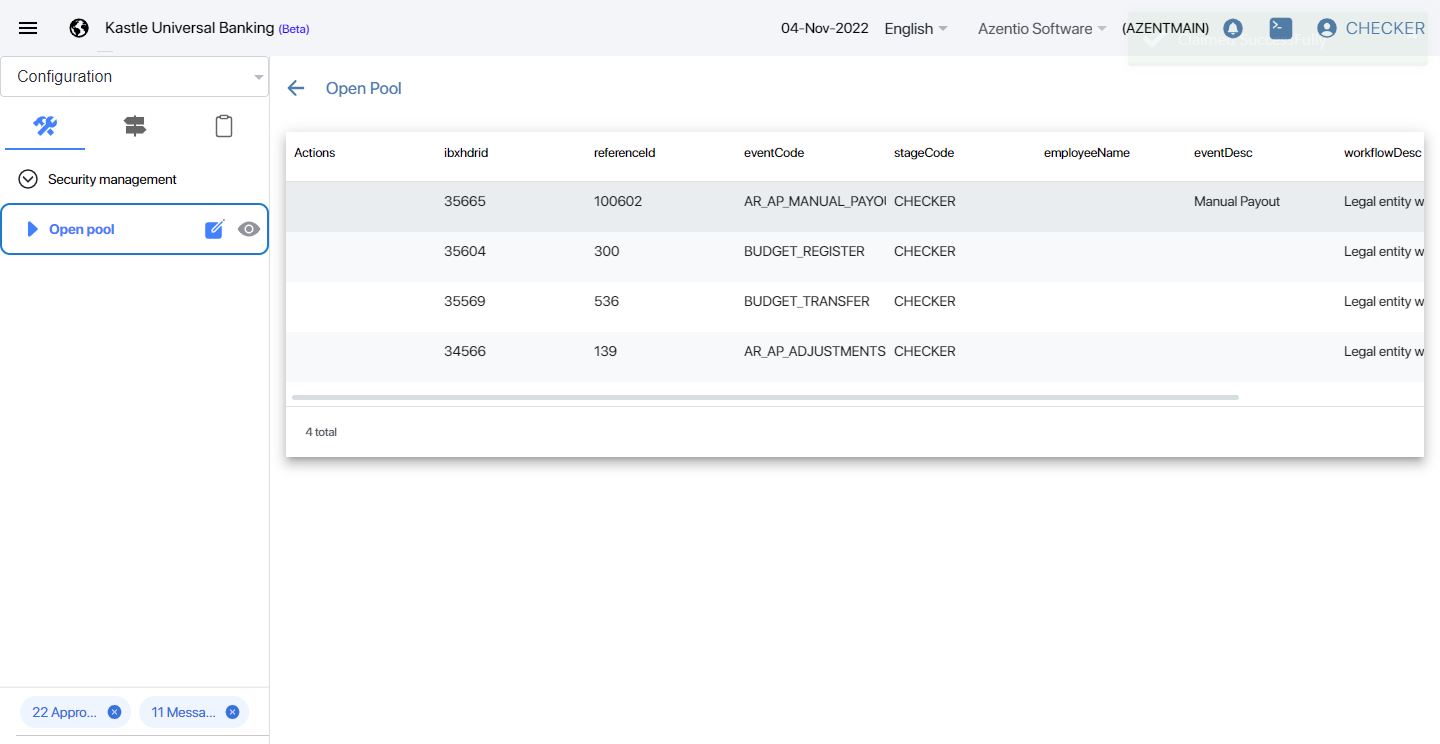 Kastle Universal Banking (Beta)
04-Nov-2022 English Azentio Software (AZENTMAIN) CHECKER
Configuration
Open Pool
Security management
Open pool
Actions ibxhdrid referenceId eventCode stageCode employeeName eventDesc workflowDesc
35665 100602 AR_AP_MANUAL_PAYOU CHECKER Manual Payout Legal entity w
35604 300 BUDGET_REGISTER CHECKER Legal entity w
35569 536 BUDGET_TRANSFER CHECKER Legal entity w
34566 139 AR_AP_ADJUSTMENTS CHECKER Legal entity w
4 total
22 Appro... 11 Messa...